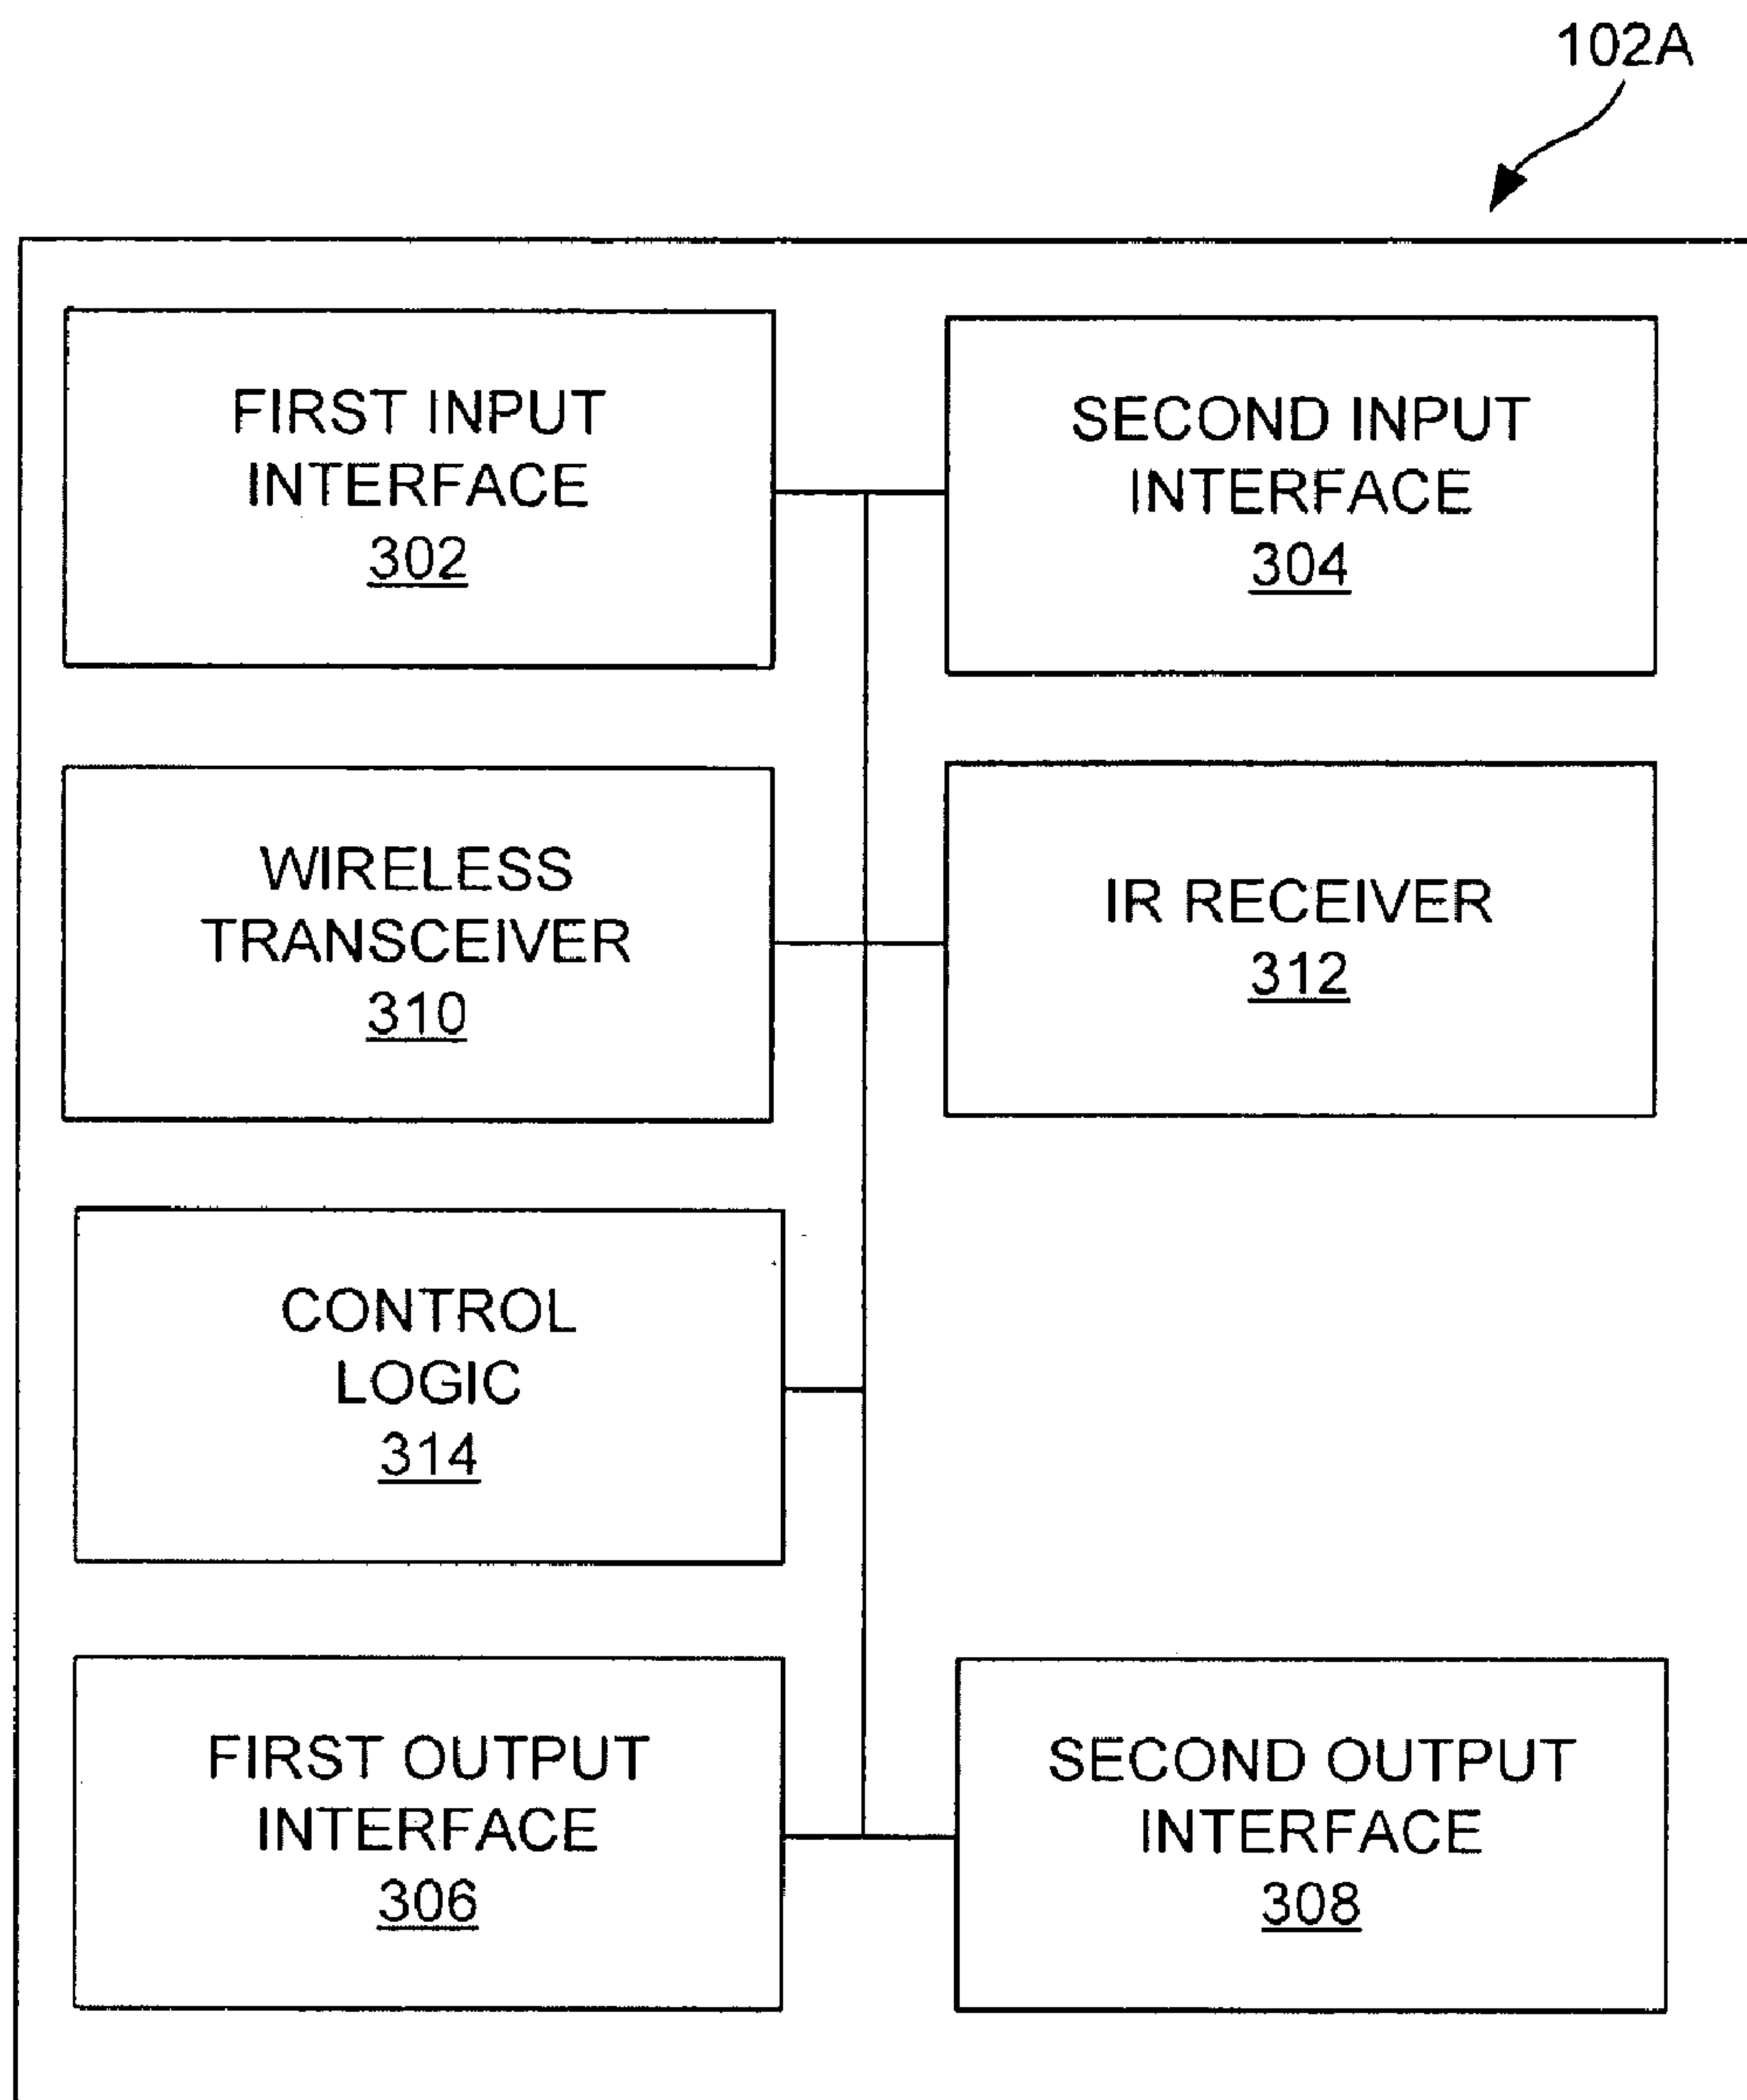 102A
FIRST INPUT
INTERFACE
302
SECOND INPUT
INTERFACE
304
WIRELESS
TRANSCEIVER
310
IR RECEIVER
312
CONTROL
LOGIC
314
FIRST OUTPUT
INTERFACE
306
SECOND OUTPUT
INTERFACE
308